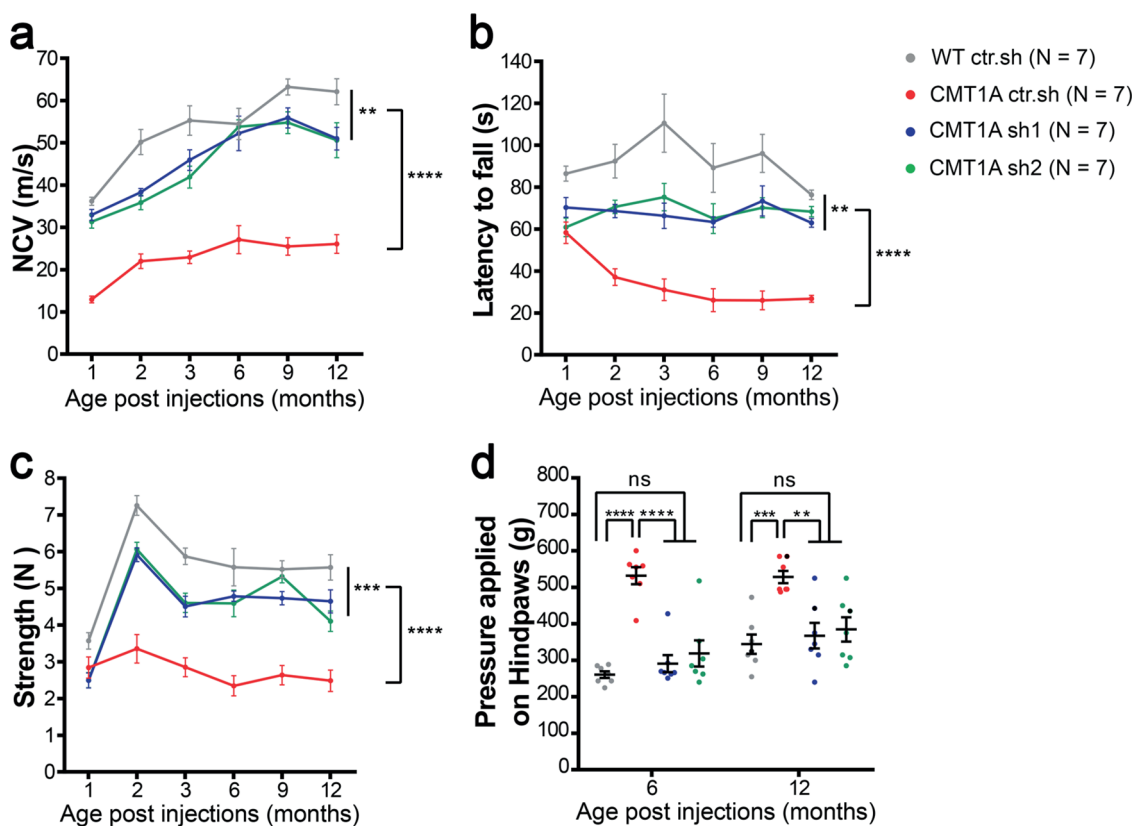 a
NCV (m/s)
70
60
50
40
30
20
10
0
1 2 3 6 9 12
Age post injections (months)
**
****
b
Latency to fall (s)
140
120
100
80
60
40
20
0
1 2 3 6 9 12
Age post injections (months)
**
****
WT ctr.sh (N = 7)
CMT1A ctr.sh (N = 7)
CMT1A sh1 (N = 7)
CMT1A sh2 (N = 7)
c
Strength (N)
8
7
6
5
4
3
2
1
0
1 2 3 6 9 12
Age post injections (months)
***
****
d
Pressure applied
on Hindpaws (g)
800
700
600
500
400
300
200
100
0
ns ns
**** **** *** **
6 12
Age post injections (months)